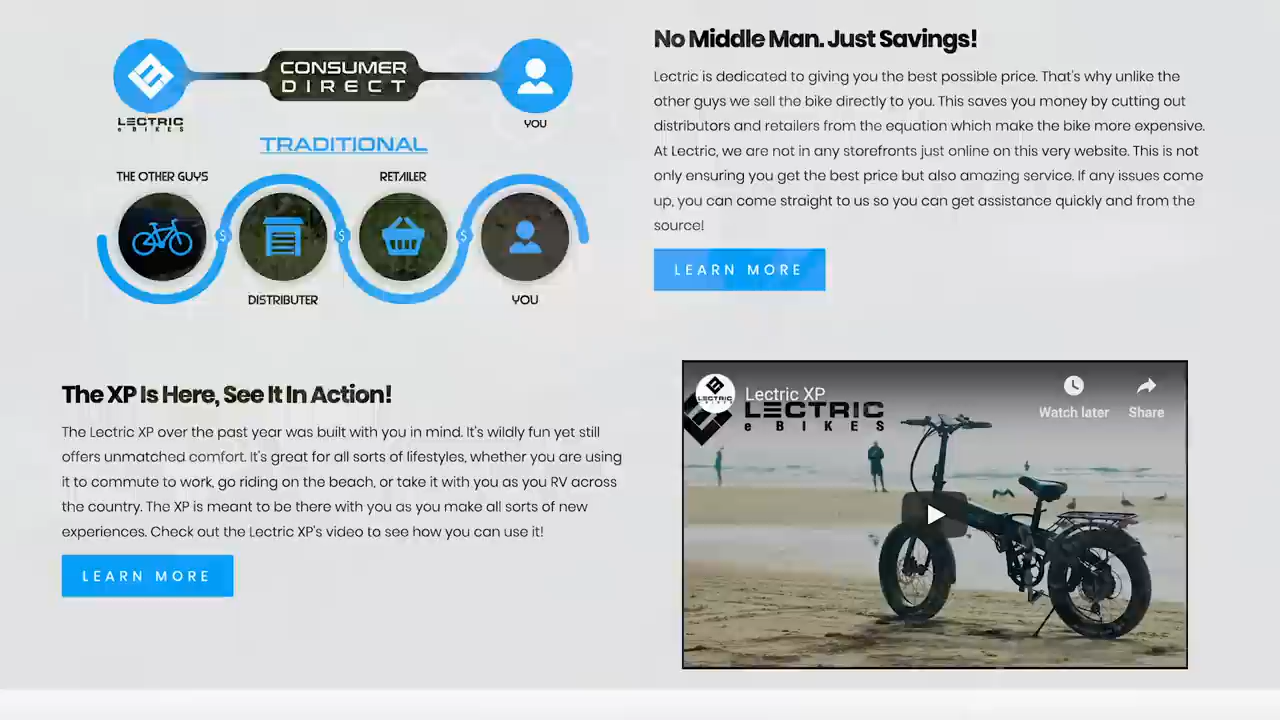 CONSUMER
DIRECT
LECTRIC
e BIKES
YOU
TRADITIONAL
THE OTHER GUYS
RETAILER
$
$
$
DISTRIBUTER
YOU
No Middle Man. Just Savings!
Lectric is dedicated to giving you the best possible price. That's why unlike the
other guys we sell the bike directly to you. This saves you money by cutting out
distributors and retailers from the equation which make the bike more expensive.
At Lectric, we are not in any storefronts just online on this very website. This is not
only ensuring you get the best price but also amazing service. If any issues come
up, you can come straight to us so you can get assistance quickly and from the
source!
LEARN MORE
The XP Is Here, See It In Action!
The Lectric XP over the past year was built with you in mind. It's wildly fun yet still
offers unmatched comfort. It's great for all sorts of lifestyles, whether you are using
it to commute to work, go riding on the beach, or take it with you as you RV across
the country. The XP is meant to be there with you as you make all sorts of new
experiences. Check out the Lectric XP's video to see how you can use it!
LEARN MORE
LECTRIC
e BIKES
Lectric XP
Watch later
Share
LECTRIC
e BIKES